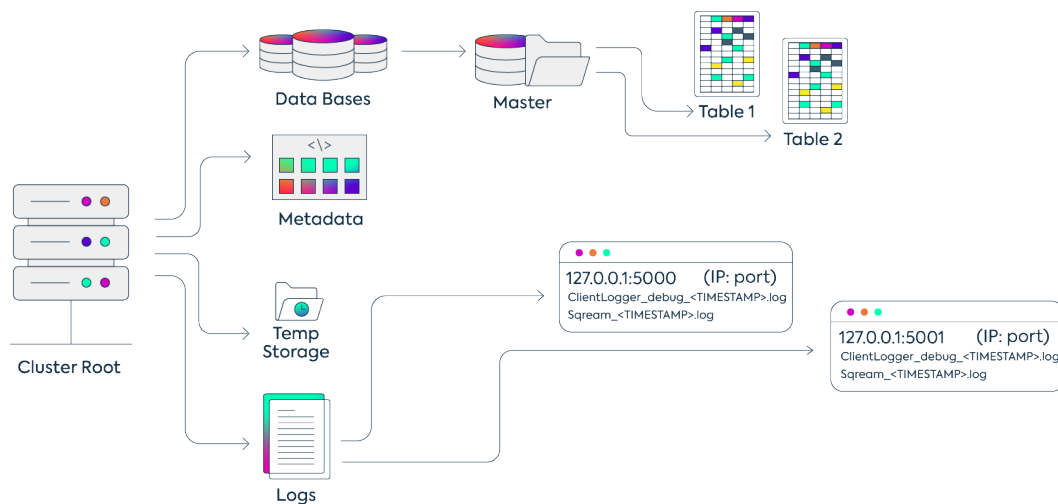 Data Bases
Master
Table 1
Table 2
<\>
Metadata
Cluster Root
Temp
Storage
Logs
127.0.0.1:5000 (IP: port)
ClientLogger_debug_<TIMESTAMP>.log
Sqream_<TIMESTAMP>.log
127.0.0.1:5001 (IP: port)
ClientLogger_debug_<TIMESTAMP>.log
Sqream_<TIMESTAMP>.log